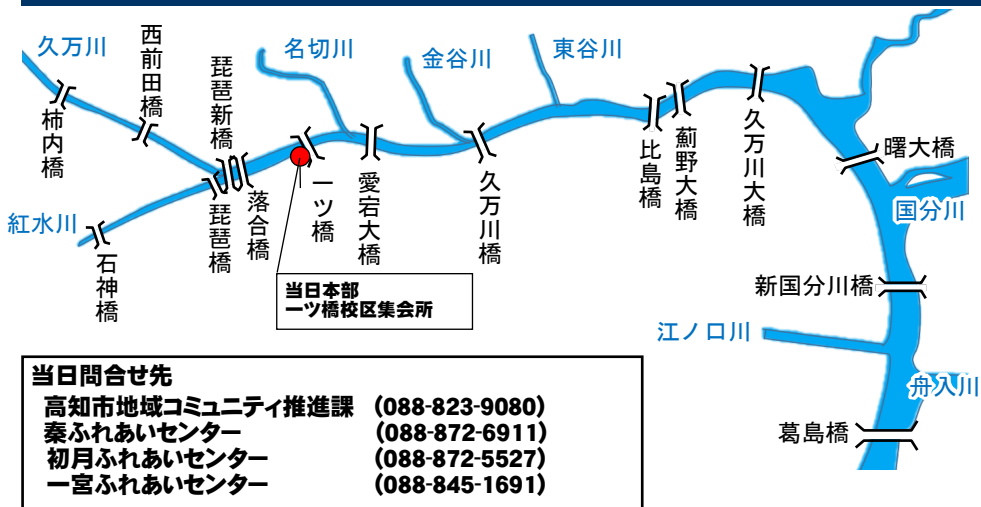 久万川
西前田橋
琵琶新橋
名切川
金谷川
東谷川
柿内橋
紅水川
石神橋
琵琶橋
落合橋
一ツ橋
愛宕大橋
久万川橋
比島橋
薊野大橋
久万川大橋
曙大橋
国分川
新国分川橋
江ノ口川
舟入川
葛島橋
当日本部
一ツ橋校区集会所
当日問合せ先
高知市地域コミュニティ推進課 (088-823-9080)
秦ふれあいセンター (088-872-6911)
初月ふれあいセンター (088-872-5527)
一宮ふれあいセンター (088-845-1691)